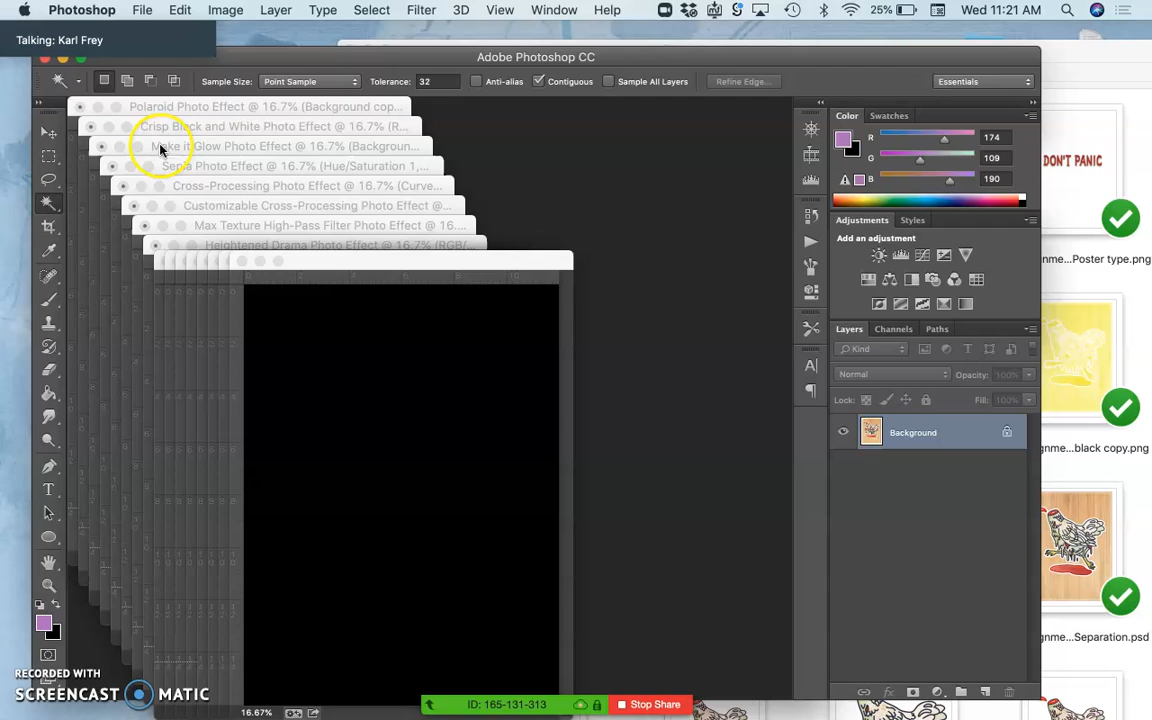 Photoshop File Edit Image Layer Type Select Filter 3D View Window Help 25% Wed 11:21 AM
Talking: Karl Frey
Adobe Photoshop CC
Sample Size: Point Sample Tolerance: 32 Anti-alias Contiguous Sample All Layers Refine Edge... Essentials
Polaroid Photo Effect @ 16.7% (Background cop...
Crisp Black and White Photo Effect @ 16.7% (R...
Make it Glow Photo Effect @ 16.7% (Backgroun...
Sepia Photo Effect @ 16.7% (Hue/Saturation 1,...
Cross-Processing Photo Effect @ 16.7% (Curve...
Customizable Cross-Processing Photo Effect @...
Max Texture High-Pass Filter Photo Effect @ 16....
Heightened Drama Photo Effect @ 16.7% (RGB/...
Color Swatches
R 174
G 109
B 190
Adjustments Styles
Add an adjustment
Layers Channels Paths
Kind
Normal Opacity: 100%
Lock: Fill: 100%
Background
DON'T PANIC
gnme...Poster type.png
gnme...black copy.png
gnme...Separation.psd
16.67%
RECORDED WITH
SCREENCAST MATIC
ID: 165-131-313 Stop Share